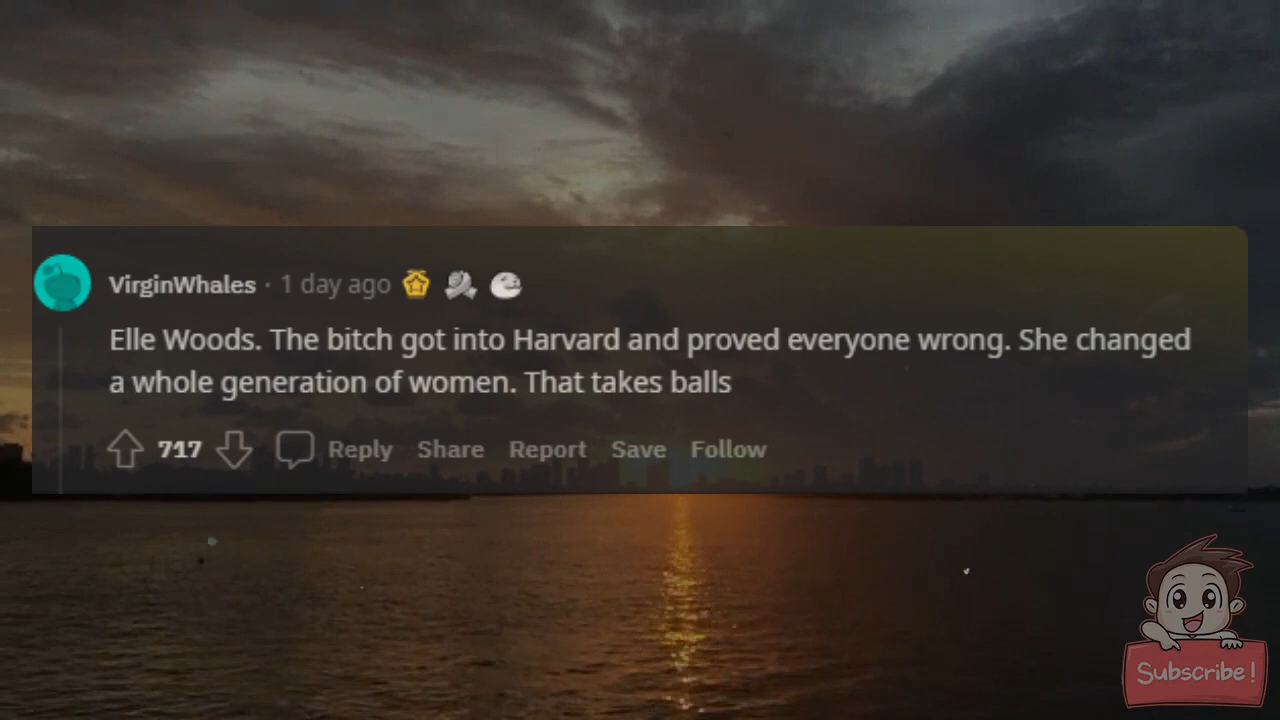 VirginWhales · 1 day ago
Elle Woods. The bitch got into Harvard and proved everyone wrong. She changed
a whole generation of women. That takes balls
717 Reply Share Report Save Follow
Subscribe!